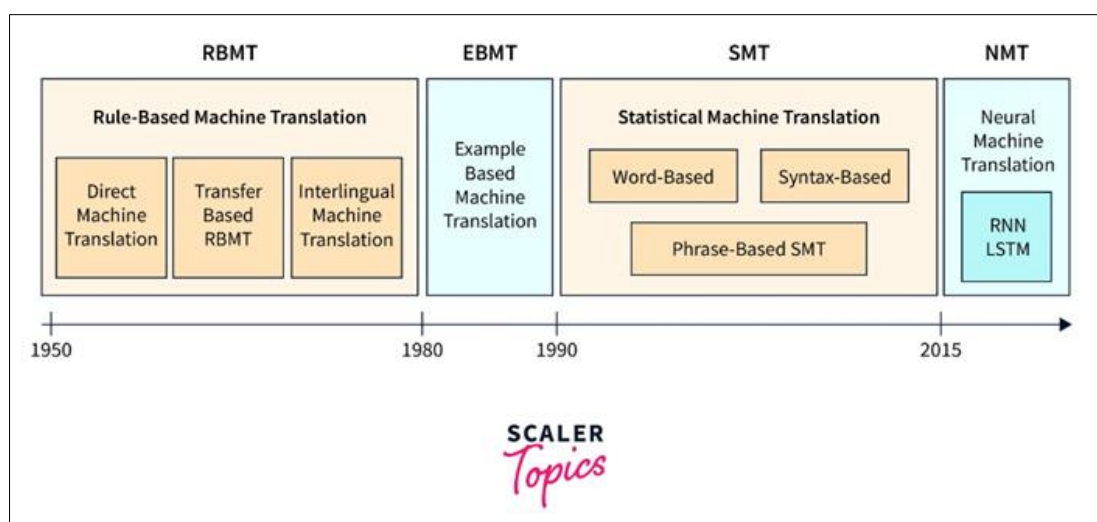 RBMT
EBMT
SMT
NMT
Rule-Based Machine Translation
Direct
Machine
Translation
Transfer
Based
RBMT
Interlingual
Machine
Translation
Example
Based
Machine
Translation
Statistical Machine Translation
Word-Based
Syntax-Based
Phrase-Based SMT
Neural
Machine
Translation
RNN
LSTM
1950
1980
1990
2015
SCALER
Topics